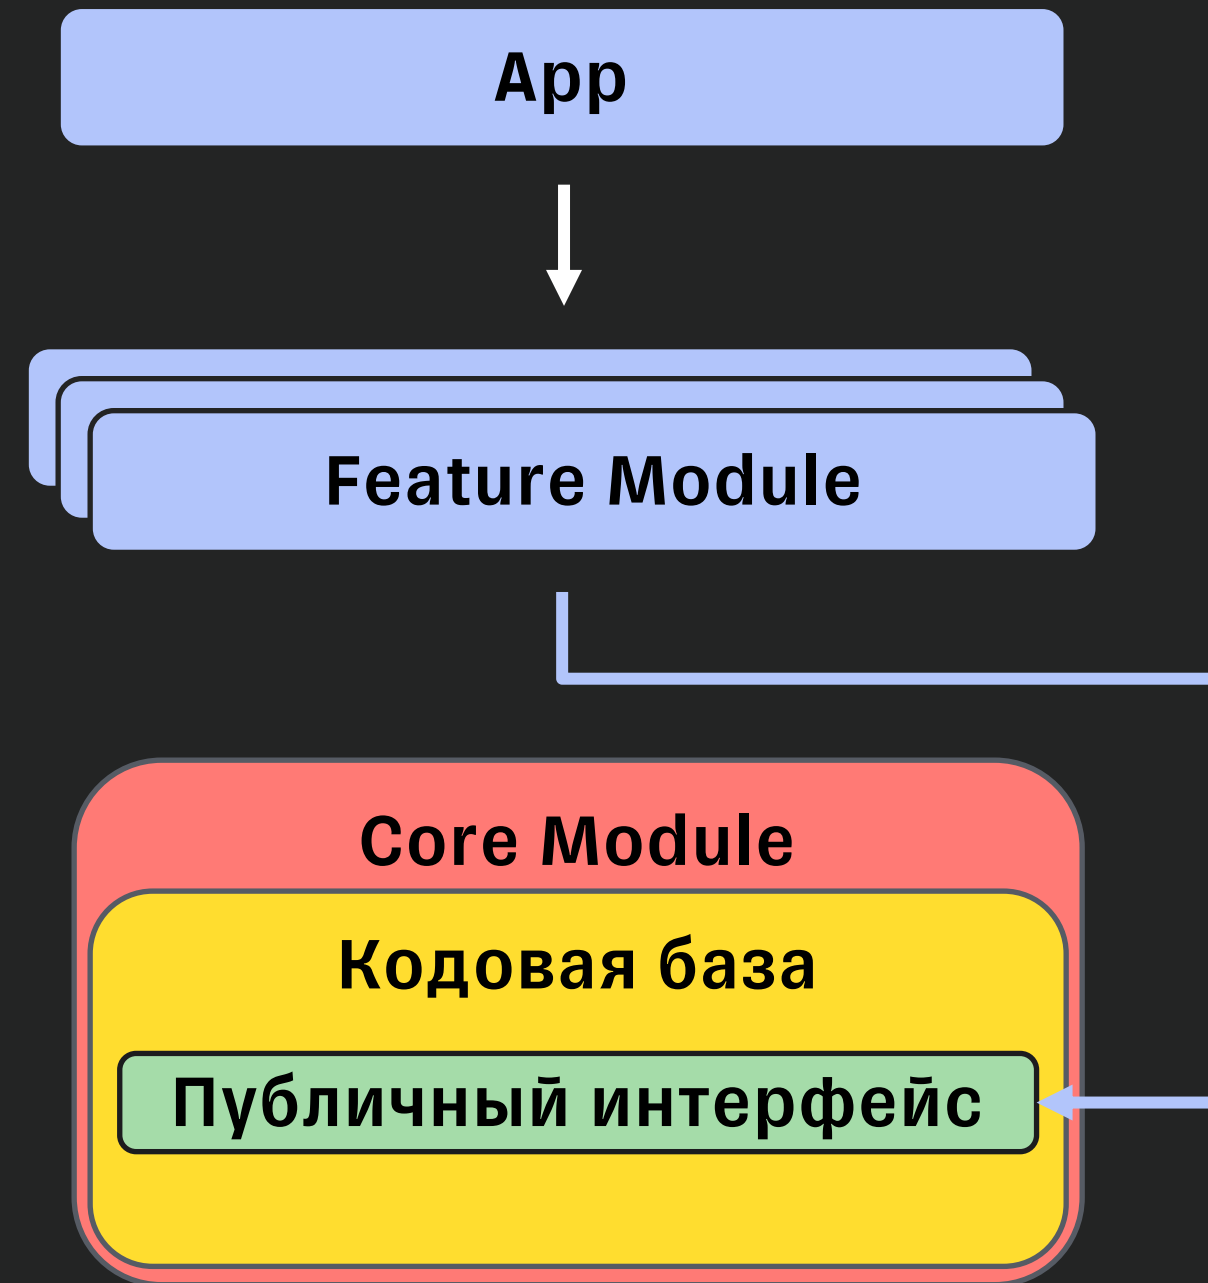 App
Feature Module
Core Module
Кодовая база
Публичный интерфейс